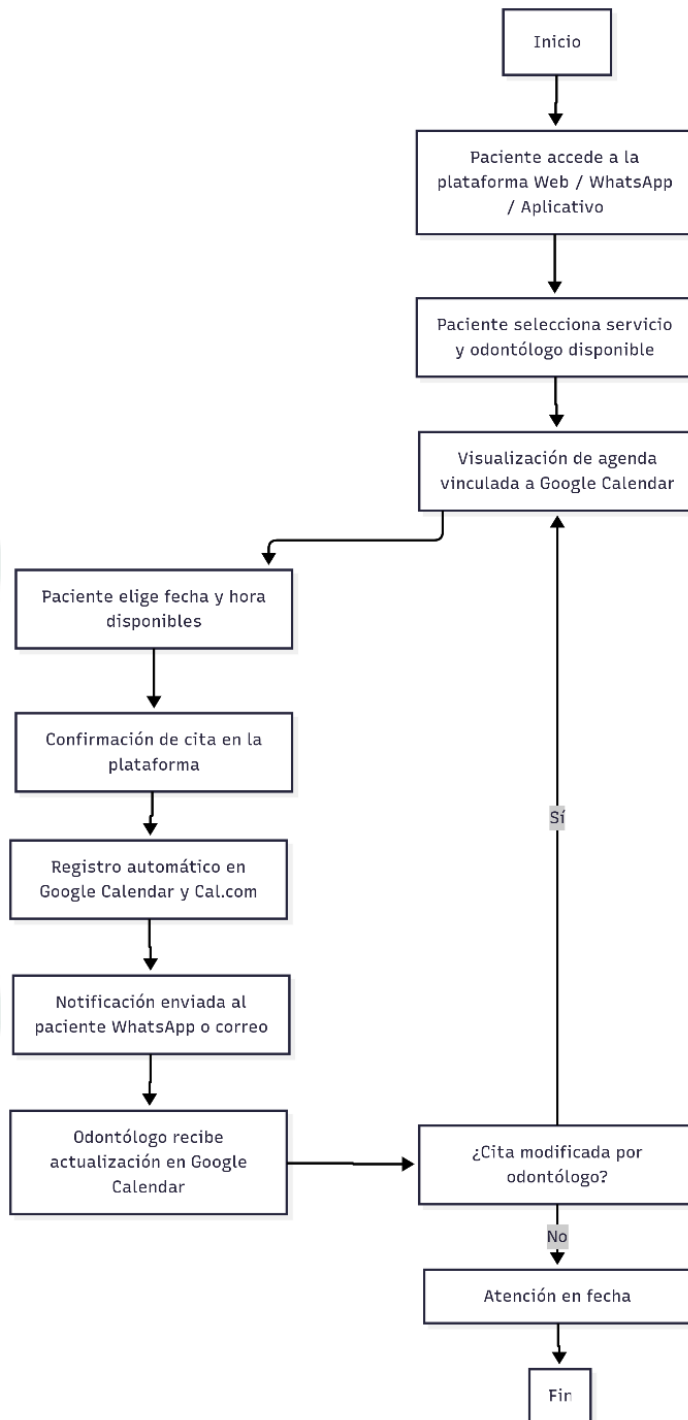 Inicio
Paciente accede a la
plataforma Web / WhatsApp
/ Aplicativo
Paciente selecciona servicio
y odontólogo disponible
Visualización de agenda
vinculada a Google Calendar
Paciente elige fecha y hora
disponibles
Confirmación de cita en la
plataforma
Registro automático en
Google Calendar y Cal.com
Notificación enviada al
paciente WhatsApp o correo
Odontólogo recibe
actualización en Google
Calendar
¿Cita modificada por
odontólogo?
Sí
No
Atención en fecha
Fin